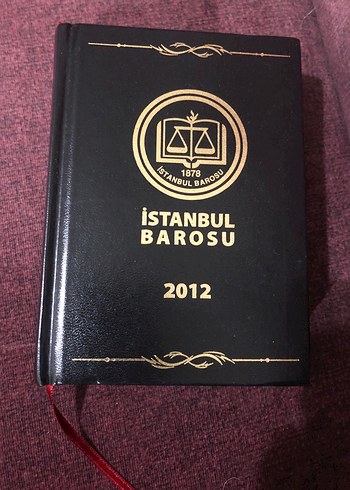 1878
İSTANBUL BAROSU
İSTANBUL
BAROSU
2012